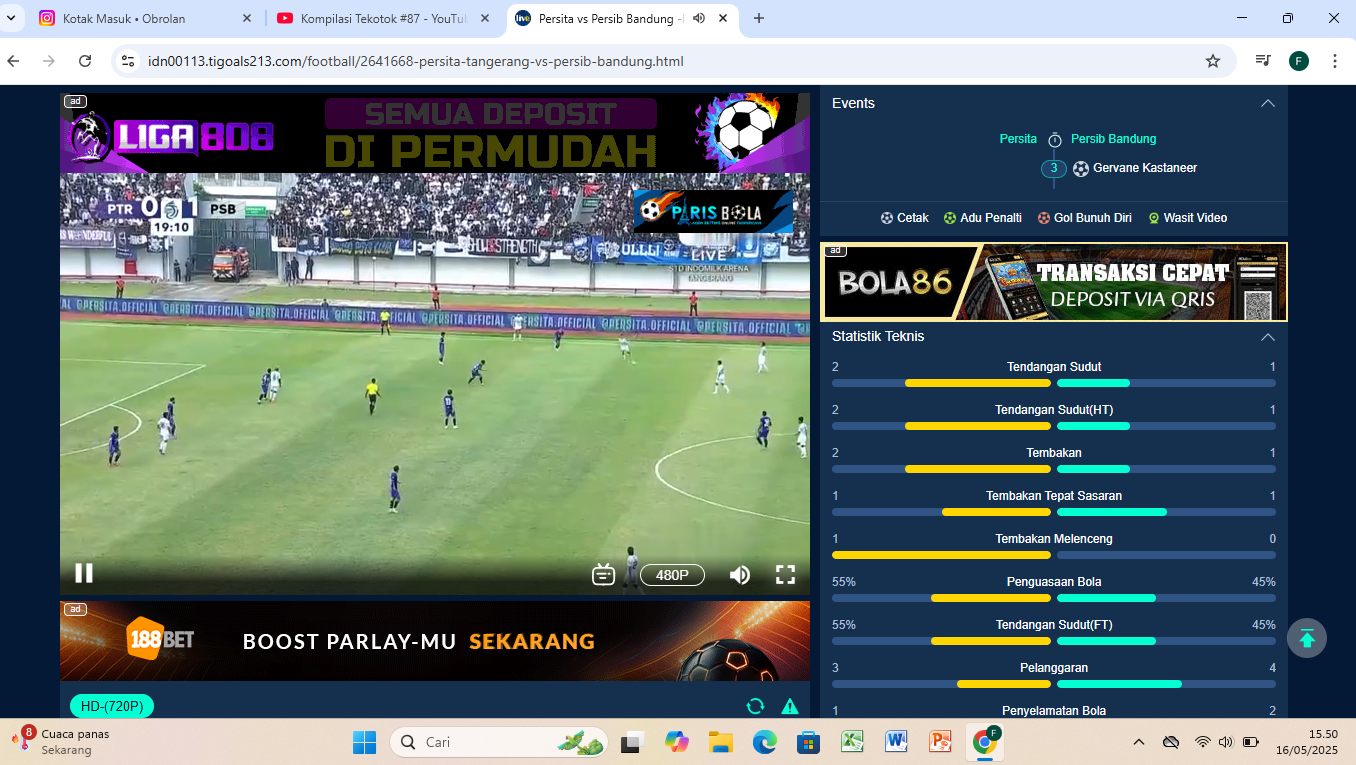 Kotak Masuk • Obrolan
Kompilasi Tekotok #87 - YouTu
Persita vs Persib Bandung -
idn00113.tigoals213.com/football/2641668-persita-tangerang-vs-persib-bandung.html
F
ad
LIGA808
SEMUA DEPOSIT
DI PERMUDAH
PTR 0 1 PSB
19:10
PARIS BOLA
LIVE
STD INDOMILK ARENA
TANGERANG
@PERSITA.OFFICIAL @PERSITA.OFFICIAL @PERSITA.OFFICIAL @PERSITA.OFFICIAL @PERSITA.OFFICIAL
480P
ad
188BET
BOOST PARLAY-MU SEKARANG
HD-(720P)
Events
Persita Persib Bandung
3 Gervane Kastaneer
Cetak Adu Penalti Gol Bunuh Diri Wasit Video
ad
BOLA86
TRANSAKSI CEPAT
DEPOSIT VIA QRIS
Statistik Teknis
2 Tendangan Sudut 1
2 Tendangan Sudut(HT) 1
2 Tembakan 1
1 Tembakan Tepat Sasaran 1
1 Tembakan Melenceng 0
55% Penguasaan Bola 45%
55% Tendangan Sudut(FT) 45%
3 Pelanggaran 4
1 Penyelamatan Bola 2
8
Cuaca panas
Sekarang
Cari
F
15.50
16/05/2025